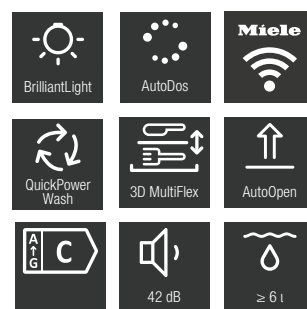 Miele
BrilliantLight
AutoDos
QuickPower
Wash
3D MultiFlex
AutoOpen
A
↑
G
C
42 dB
≥ 6 l